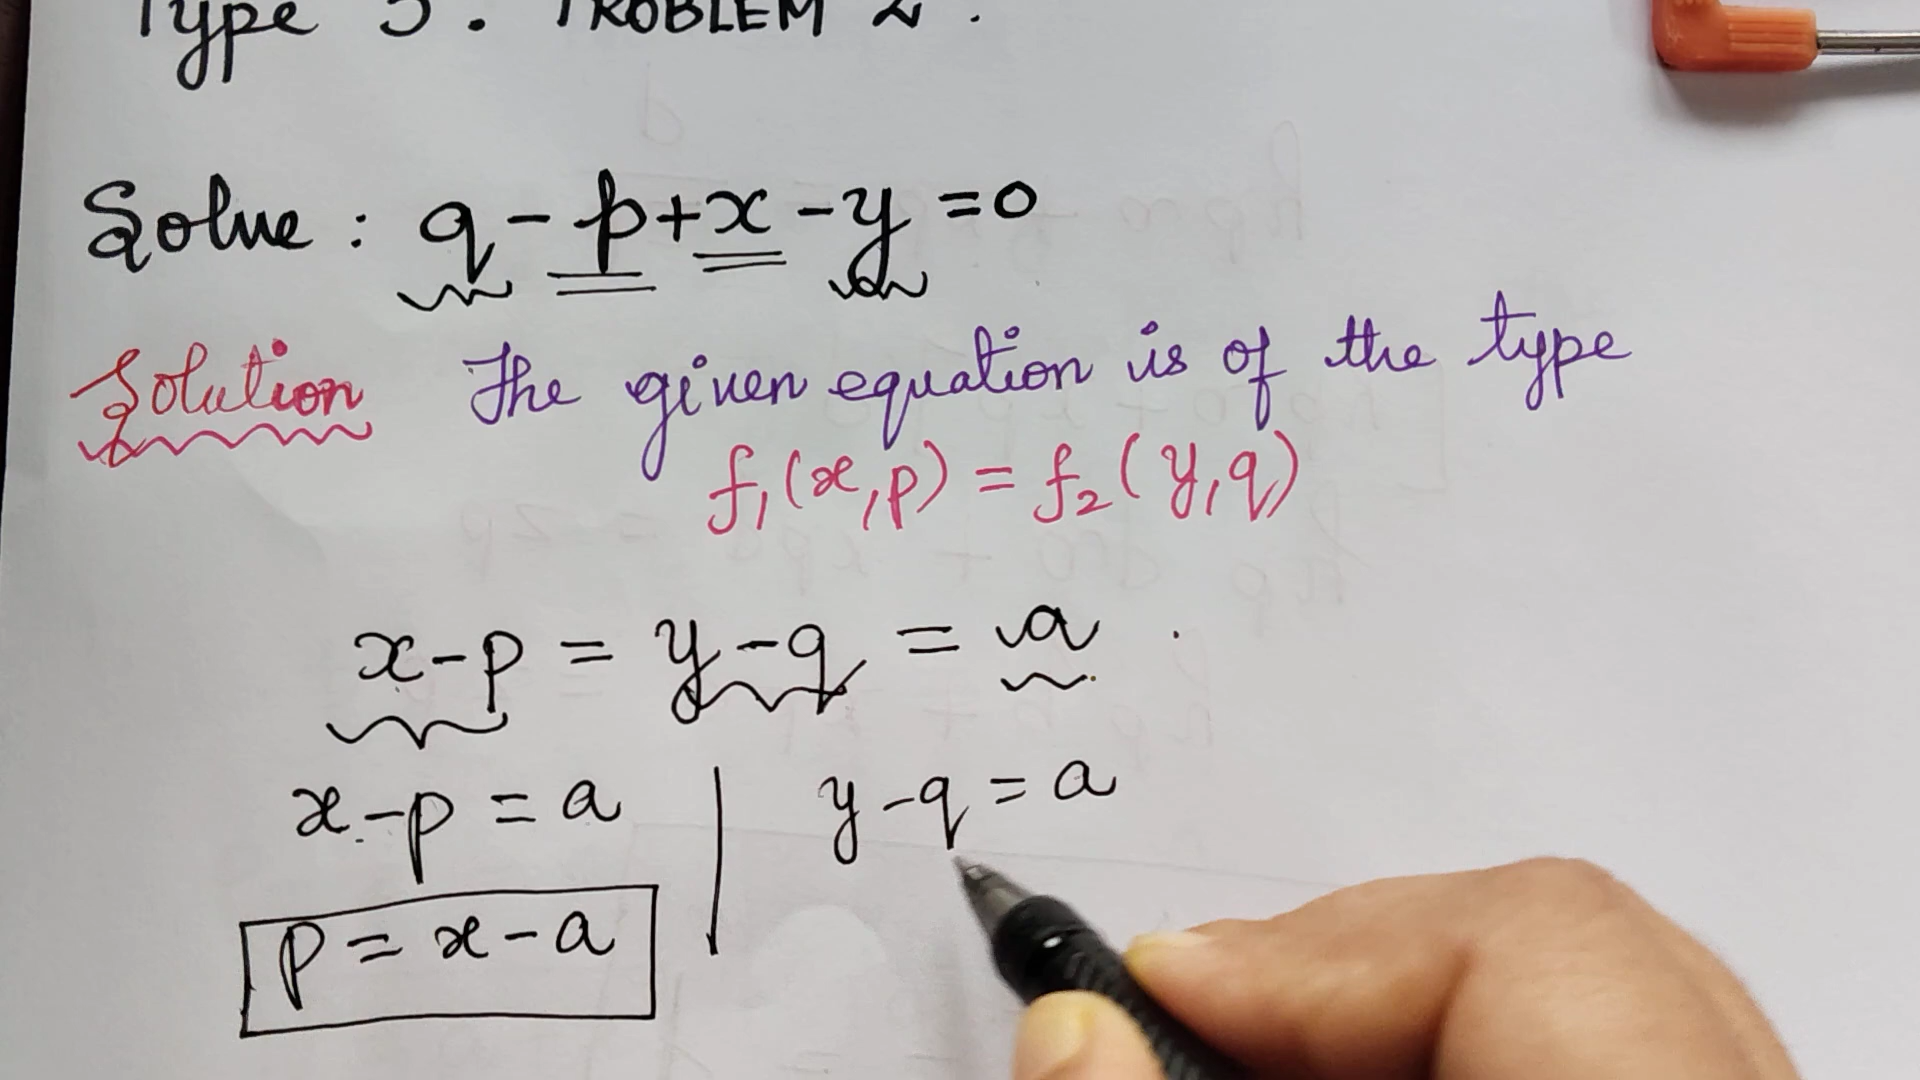 Type 3. PROBLEM 2.
Solve: q - p + x - y = 0
Solution The given equation is of the type
f₁(x,p) = f₂(y,q)
x - p = y - q = a
x - p = a | y - q = a
p = x - a